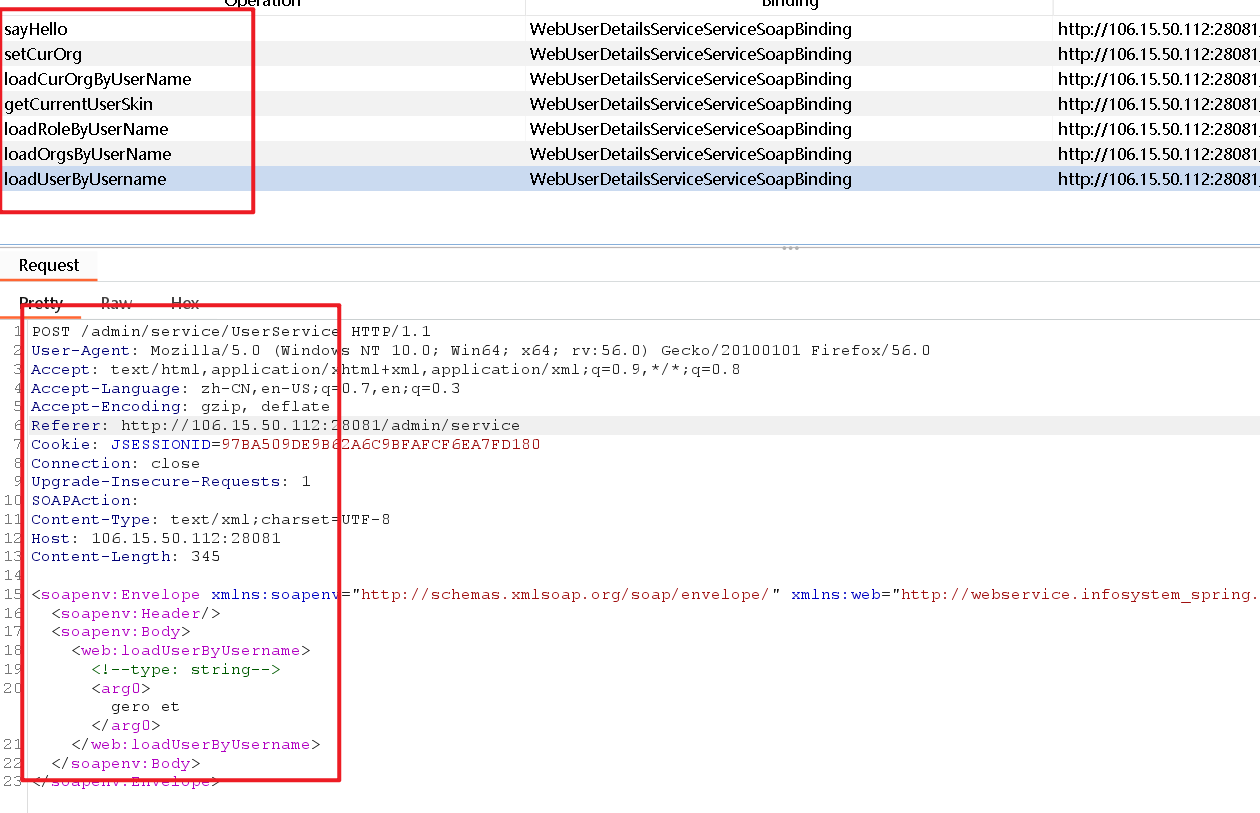 Operation Binding
sayHello WebUserDetailsServiceServiceSoapBinding http://106.15.50.112:28081
setCurOrg WebUserDetailsServiceServiceSoapBinding http://106.15.50.112:28081
loadCurOrgByUserName WebUserDetailsServiceServiceSoapBinding http://106.15.50.112:28081
getCurrentUserSkin WebUserDetailsServiceServiceSoapBinding http://106.15.50.112:28081
loadRoleByUserName WebUserDetailsServiceServiceSoapBinding http://106.15.50.112:28081
loadOrgsByUserName WebUserDetailsServiceServiceSoapBinding http://106.15.50.112:28081
loadUserByUsername WebUserDetailsServiceServiceSoapBinding http://106.15.50.112:28081
Request
Pretty Raw Hex
1 POST /admin/service/UserService HTTP/1.1
2 User-Agent: Mozilla/5.0 (Windows NT 10.0; Win64; x64; rv:56.0) Gecko/20100101 Firefox/56.0
3 Accept: text/html,application/xhtml+xml,application/xml;q=0.9,*/*;q=0.8
4 Accept-Language: zh-CN,en-US;q=0.7,en;q=0.3
5 Accept-Encoding: gzip, deflate
6 Referer: http://106.15.50.112:28081/admin/service
7 Cookie: JSESSIONID=97BA509DE9B62A6C9BFAFCF6EA7FD180
8 Connection: close
9 Upgrade-Insecure-Requests: 1
10 SOAPAction:
11 Content-Type: text/xml;charset=UTF-8
12 Host: 106.15.50.112:28081
13 Content-Length: 345
14
15 <soapenv:Envelope xmlns:soapenv="http://schemas.xmlsoap.org/soap/envelope/" xmlns:web="http://webservice.infosystem_spring.
16 <soapenv:Header/>
17 <soapenv:Body>
18 <web:loadUserByUsername>
19 <!--type: string-->
20 <arg0>
gero et
</arg0>
21 </web:loadUserByUsername>
22 </soapenv:Body>
23 </soapenv:Envelope>